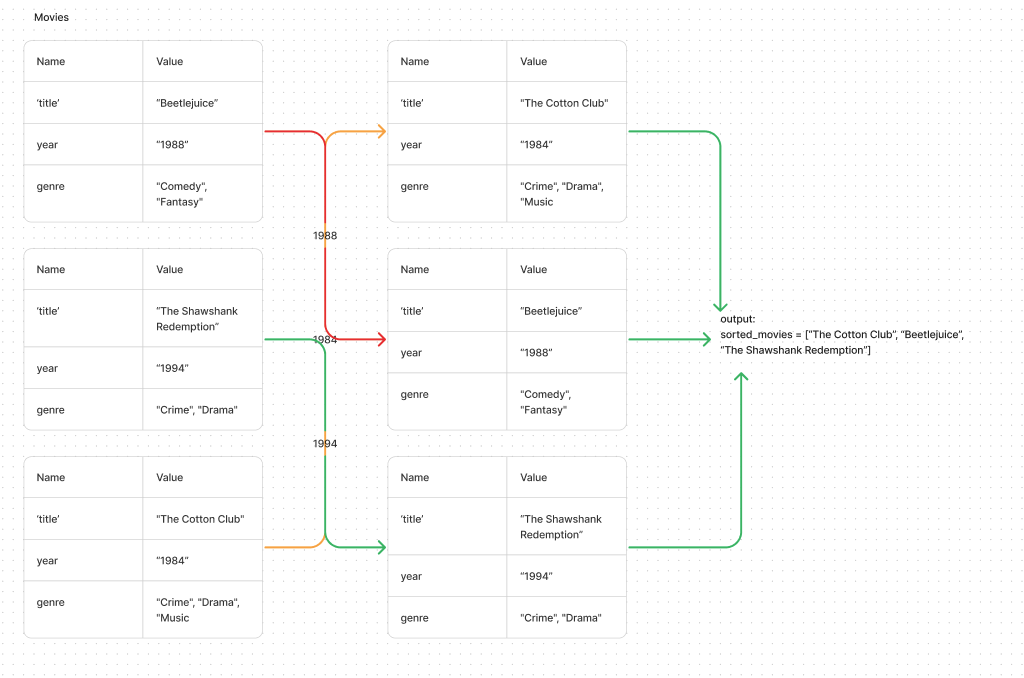 Movies
Name Value
‘title’ ”Beetlejuice”
year ”1988”
genre "Comedy",
"Fantasy"
Name Value
‘title’ "The Cotton Club"
year ”1984”
genre "Crime", "Drama",
"Music
1988
Name Value
‘title’ ”The Shawshank
Redemption”
year ”1994”
genre "Crime", "Drama"
1984
Name Value
‘title’ ”Beetlejuice”
year ”1988”
genre "Comedy",
"Fantasy"
output:
sorted_movies = [”The Cotton Club”, “Beetlejuice”,
”The Shawshank Redemption”]
1994
Name Value
‘title’ "The Cotton Club"
year ”1984”
genre "Crime", "Drama",
"Music
Name Value
‘title’ ”The Shawshank
Redemption”
year ”1994”
genre "Crime", "Drama"